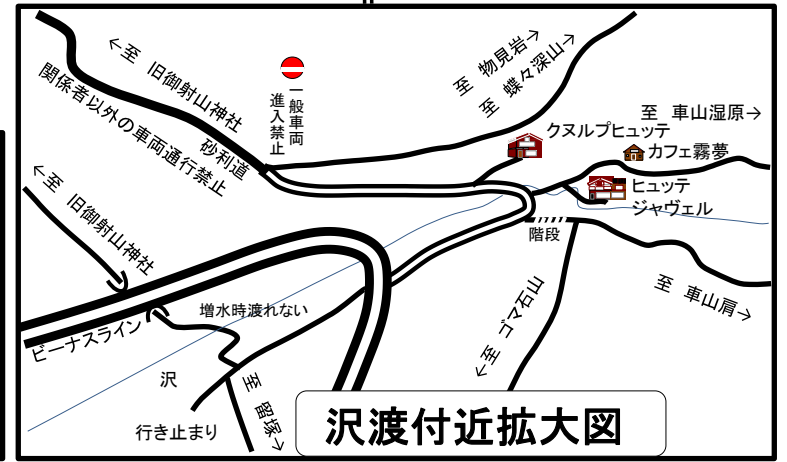 ←至 旧御射山神社
関係者以外の車両通行禁止
砂利道
一般車両
進入禁止
至 物見岩→
至 蝶々深山→
クヌルプヒュッテ
至 車山湿原→
カフェ霧夢
ヒュッテ
ジャヴェル
階段
至 車山肩→
←至 ゴマ石山
←至 旧御射山神社
ビーナスライン
増水時渡れない
沢
行き止まり
至 留塚→
沢渡付近拡大図